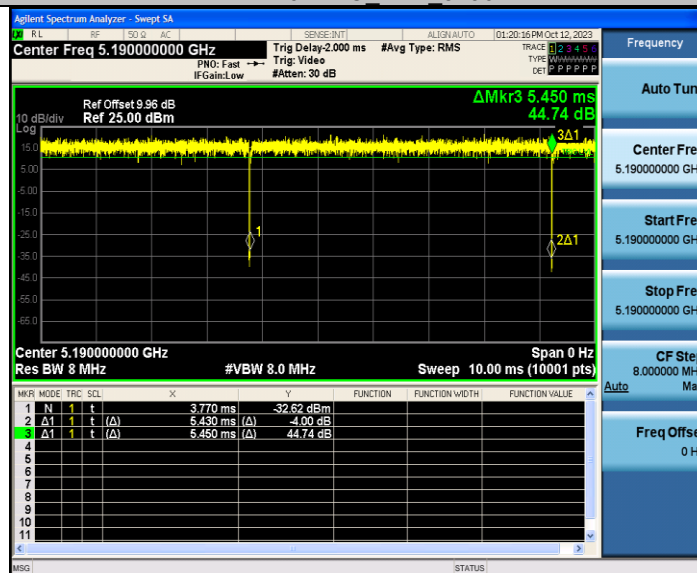 Agilent Spectrum Analyzer - Swept SA
RL RF 50 Ω AC SENSE:INT ALIGN AUTO 01:20:16 PM Oct 12, 2023
Center Freq 5.190000000 GHz
PNO: Fast
IFGain:Low
Trig Delay-2.000 ms
Trig: Video
#Atten: 30 dB
#Avg Type: RMS
TRACE 1 2 3 4 5 6
TYPE
DET P P P P P P
Frequency
Ref Offset 9.96 dB
10 dB/div Ref 25.00 dBm
Log
ΔMkr3 5.450 ms
44.74 dB
Auto Tun
15.0
5.00
-5.00
-15.0
-25.0
-35.0
-45.0
-55.0
-65.0
3Δ1
1
2Δ1
Center Fre
5.190000000 GH
Start Fre
5.190000000 GH
Stop Fre
5.190000000 GH
Center 5.190000000 GHz Span 0 Hz
Res BW 8 MHz #VBW 8.0 MHz Sweep 10.00 ms (10001 pts)
CF Ste
8.000000 MH
Auto Ma
MKR MODE TRC SCL X Y FUNCTION FUNCTION WIDTH FUNCTION VALUE
1 N 1 t 3.770 ms -32.62 dBm
2 Δ1 1 t (Δ) 5.430 ms (Δ) -4.00 dB
3 Δ1 1 t (Δ) 5.450 ms (Δ) 44.74 dB
4
5
6
7
8
9
10
11
Freq Offse
0 H
MSG STATUS